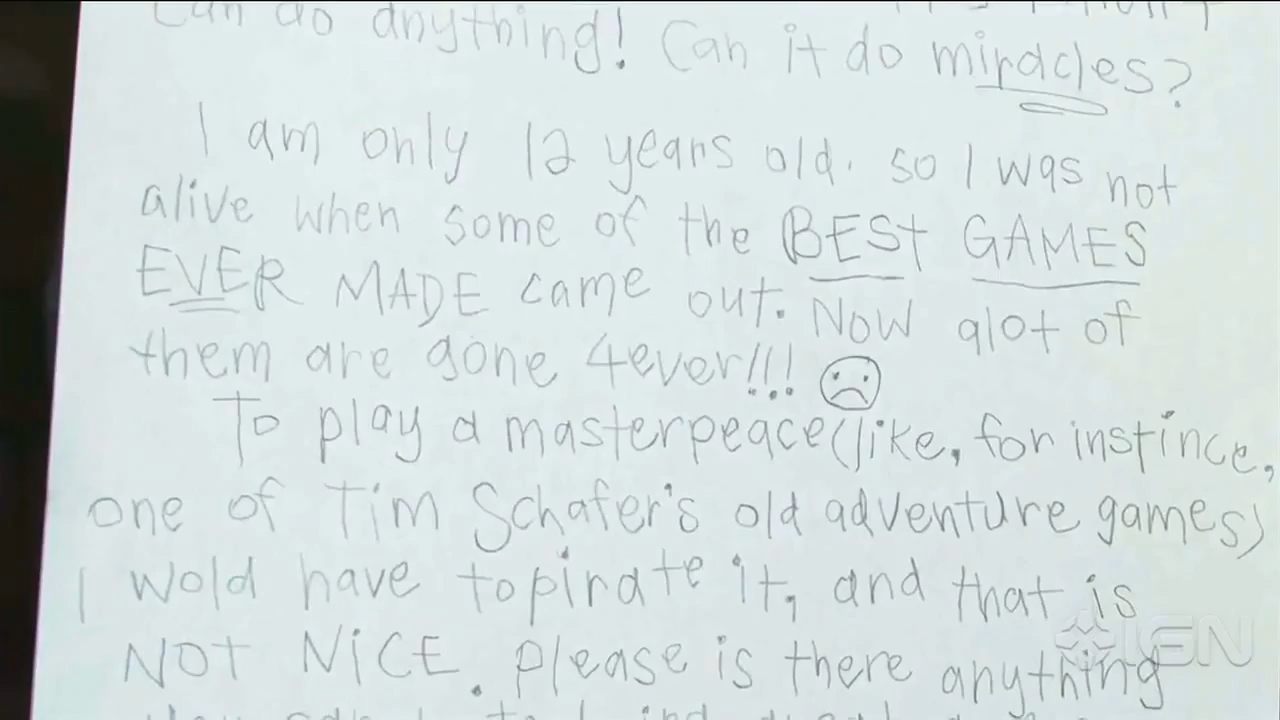 can do anything! Can it do miracles?
I am only 12 years old. so I was not
alive when some of the BEST GAMES
EVER MADE came out. Now alot of
them are gone 4ever!!!
To play a masterpeace (like, for instince,
one of Tim Schafer's old adventure games)
I wold have to pirate it, and that is
NOT NiCE. please is there anything
IGN